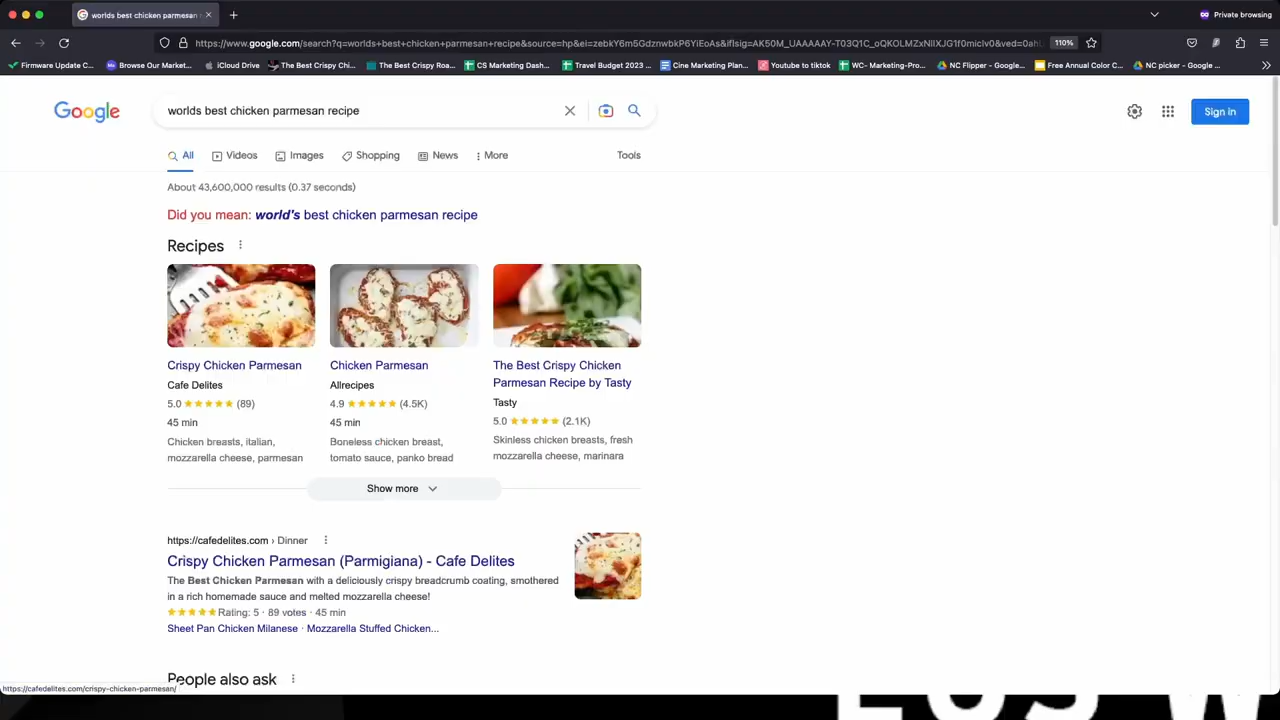 worlds best chicken parmesan r
Private browsing
https://www.google.com/search?q=worlds+best+chicken+parmesan+recipe&source=hp&ei=zebkY6m5GdznwbkP6YiEoAs&iflsig=AK50M_UAAAAAY-T03Q1C_oQKOLMZxNIIXJG1f0miclv0&ved=0ahL
110%
Firmware Update C...
Browse Our Market...
iCloud Drive
The Best Crispy Chi...
The Best Crispy Roa...
CS Marketing Dash...
Travel Budget 2023 ...
Cine Marketing Plan...
Youtube to tiktok
WC- Marketing-Pro...
NC Flipper - Google...
Free Annual Color C...
NC picker - Google ...
Google
worlds best chicken parmesan recipe
Sign in
All
Videos
Images
Shopping
News
More
Tools
About 43,600,000 results (0.37 seconds)
Did you mean: world's best chicken parmesan recipe
Recipes
Crispy Chicken Parmesan
Cafe Delites
5.0 (89)
45 min
Chicken breasts, italian,
mozzarella cheese, parmesan
Chicken Parmesan
Allrecipes
4.9 (4.5K)
45 min
Boneless chicken breast,
tomato sauce, panko bread
The Best Crispy Chicken
Parmesan Recipe by Tasty
Tasty
5.0 (2.1K)
Skinless chicken breasts, fresh
mozzarella cheese, marinara
Show more
https://cafedelites.com › Dinner
Crispy Chicken Parmesan (Parmigiana) - Cafe Delites
The Best Chicken Parmesan with a deliciously crispy breadcrumb coating, smothered
in a rich homemade sauce and melted mozzarella cheese!
Rating: 5 · 89 votes · 45 min
Sheet Pan Chicken Milanese · Mozzarella Stuffed Chicken...
People also ask
https://cafedelites.com/crispy-chicken-parmesan/